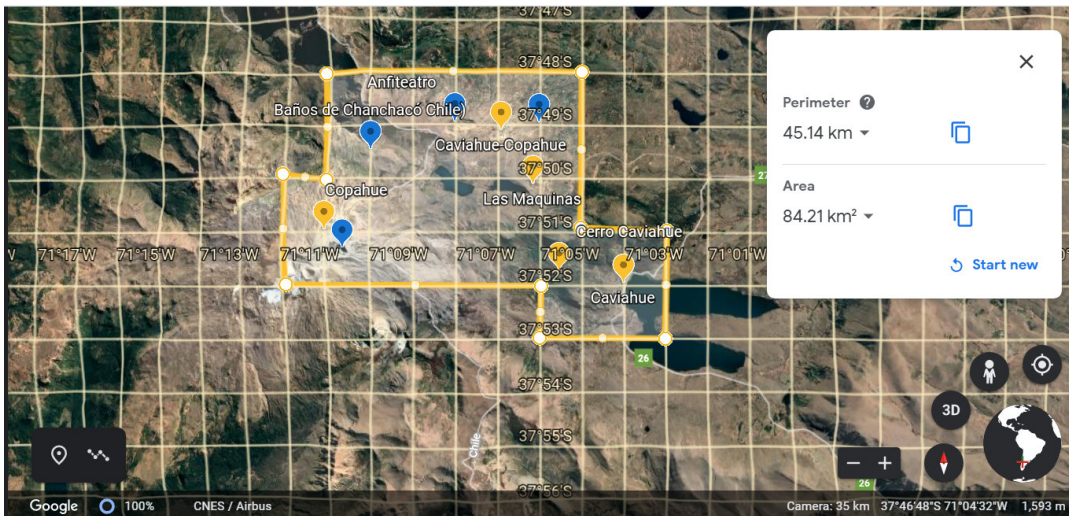 37°47'S
37°48'S
Anfiteatro
Baños de Chanchacó Chile)
37°49'S
Caviahue-Copahue
37°50'S
27
Copahue
Las Maquinas
37°51'S
Cerro Caviahue
W
71°17'W
71°15'W
71°13'W
71°11'W
71°09'W
71°07'W
71°05'W
71°03'W
71°01'W
37°52'S
Caviahue
37°53'S
26
37°54'S
37°55'S
Chile
37°56'S
26
Perimeter ?
45.14 km
Area
84.21 km²
Start new
3D
Google
100%
CNES / Airbus
Camera: 35 km 37°46'48"S 71°04'32"W 1,593 m